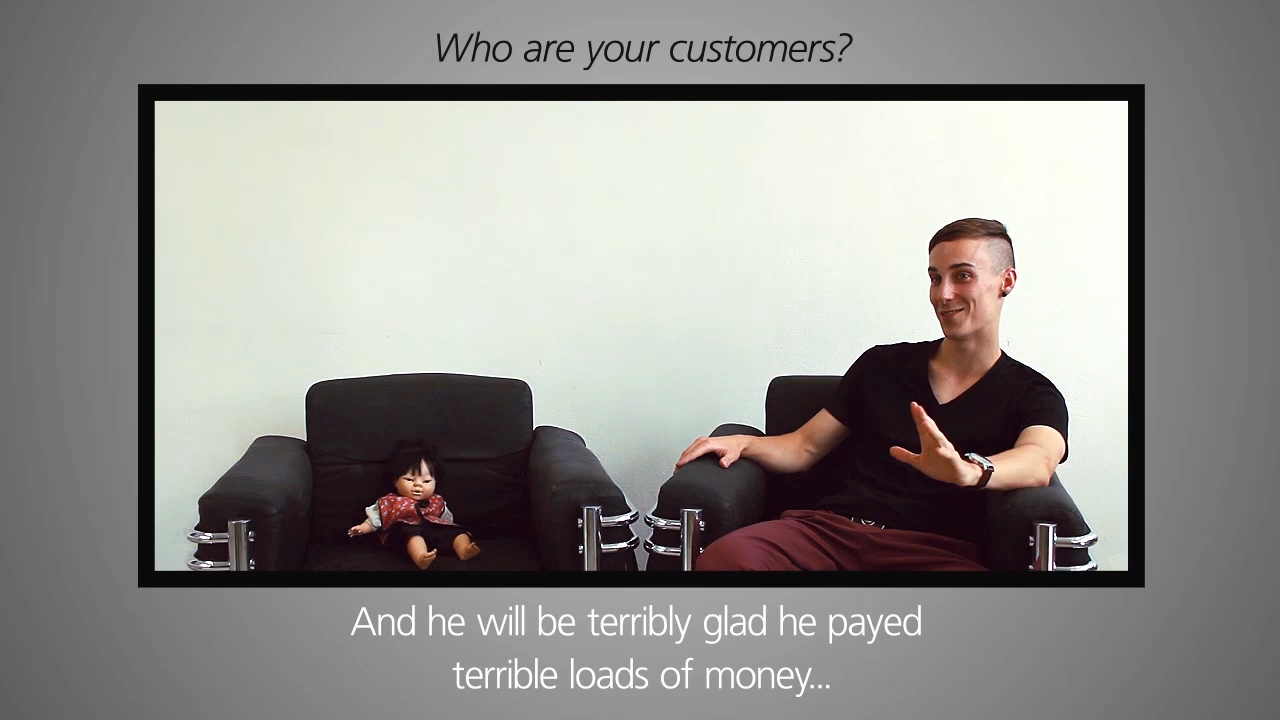 Who are your customers?
And he will be terribly glad he payed
terrible loads of money...